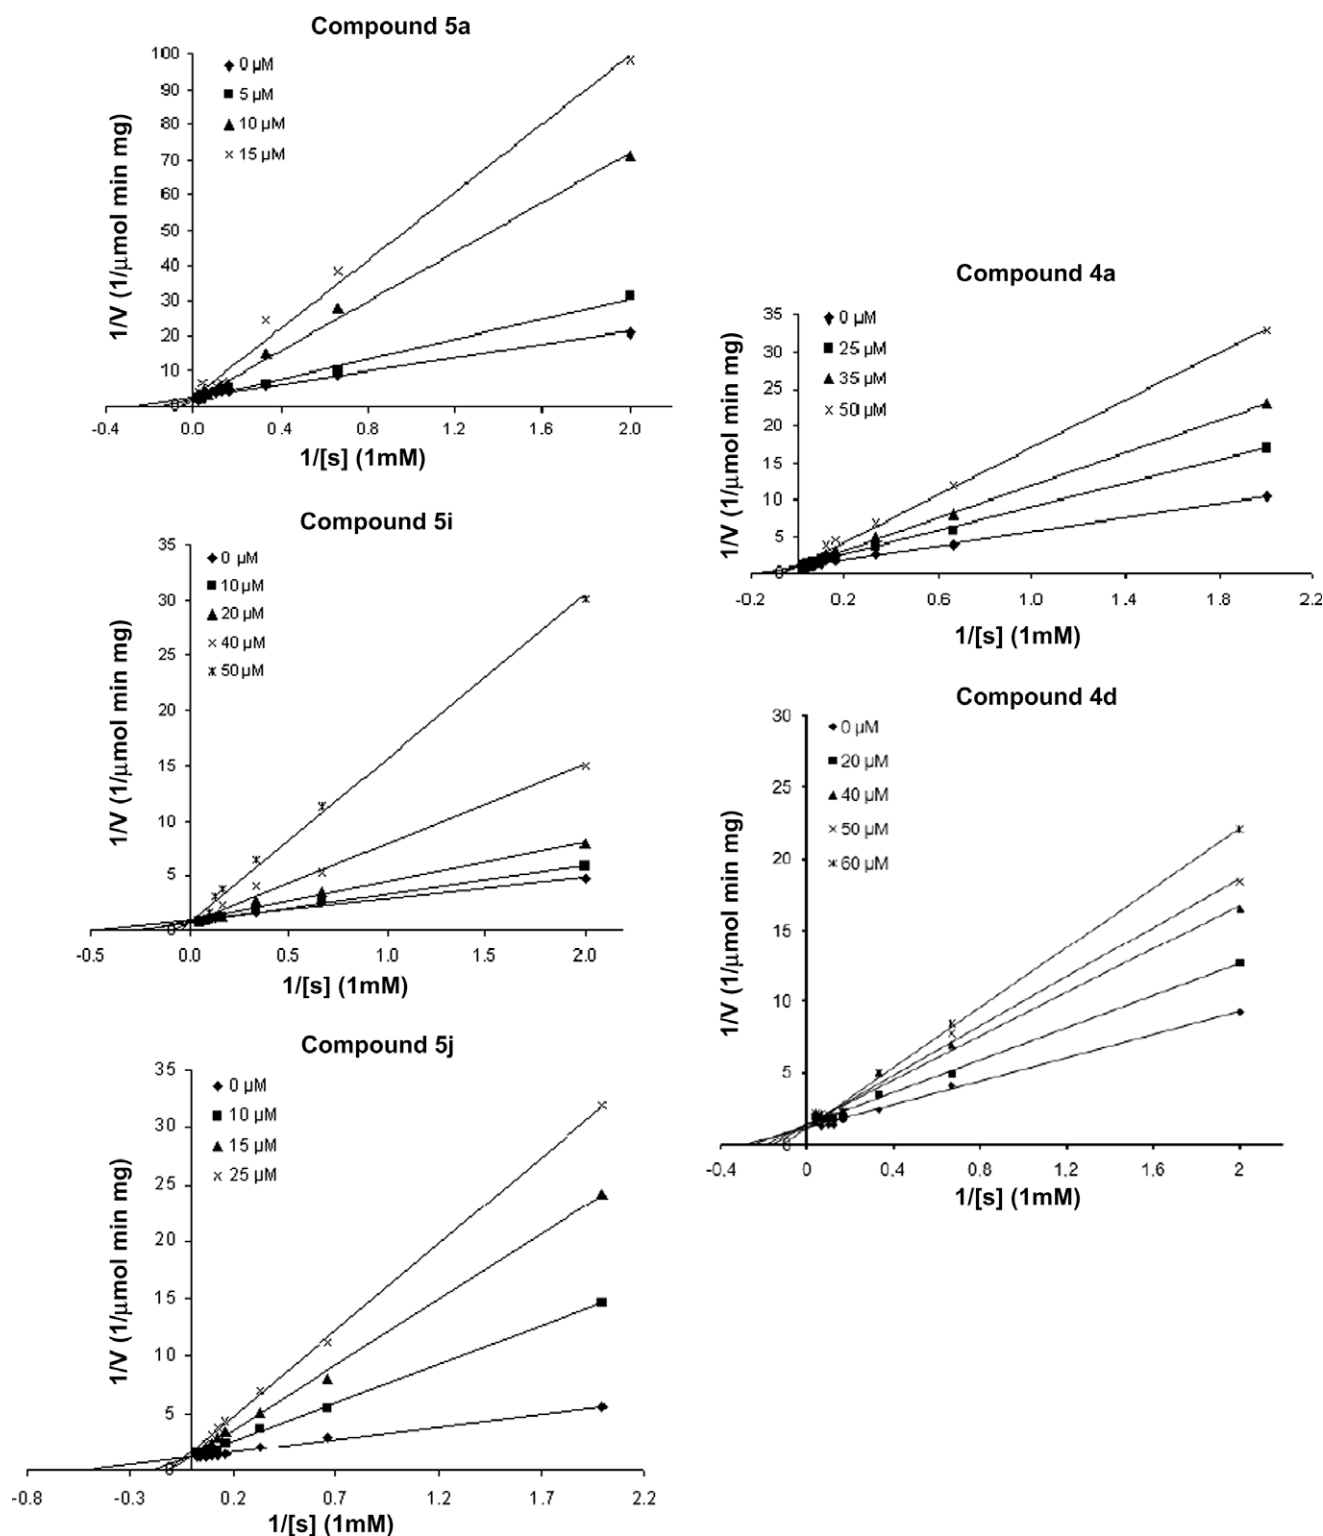 Compound 5a
100
90
80
70
60
50
40
30
20
10
0
0 µM
5 µM
10 µM
15 µM
1/V (1/µmol min mg)
-0.4
0.0
0.4
0.8
1.2
1.6
2.0
1/[s] (1mM)
Compound 4a
35
30
25
20
15
10
5
0
0 µM
25 µM
35 µM
50 µM
1/V (1/µmol min mg)
-0.2
0.2
0.6
1.0
1.4
1.8
2.2
1/[s] (1mM)
Compound 5i
35
30
25
20
15
10
5
0
0 µM
10 µM
20 µM
40 µM
50 µM
1/V (1/µmol min mg)
-0.5
0.0
0.5
1.0
1.5
2.0
1/[s] (1mM)
Compound 4d
30
25
20
15
10
5
0
0 µM
20 µM
40 µM
50 µM
60 µM
1/V (1/µmol min mg)
-0.4
0
0.4
0.8
1.2
1.6
2
1/[s] (1mM)
Compound 5j
35
30
25
20
15
10
5
0
0 µM
10 µM
15 µM
25 µM
1/V (1/µmol min mg)
-0.8
-0.3
0.2
0.7
1.2
1.7
2.2
1/[s] (1mM)